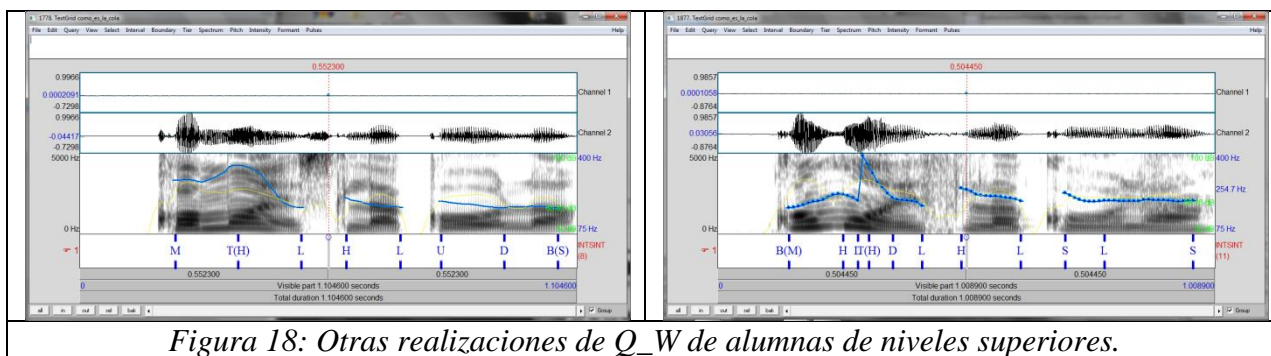 1778. TextGrid como_es_la_cola
File Edit Query View Select Interval Boundary Tier Spectrum Pitch Intensity Formant Pulses Help
0.552300
0.9966
0.0002091
-0.7298
Channel 1
0.9966
-0.04417
-0.7298
Channel 2
5000 Hz
400 Hz
0 Hz
75 Hz
1
M T(H) L H L U D B(S)
INTSINT
(8)
0.552300 0.552300
0 Visible part 1.104600 seconds 1.104600
Total duration 1.104600 seconds
all in out sel bak Group
1877. TextGrid como_es_la_cola
File Edit Query View Select Interval Boundary Tier Spectrum Pitch Intensity Formant Pulses Help
0.504450
0.9857
0.0001058
-0.8764
Channel 1
0.9857
0.03056
-0.8764
Channel 2
5000 Hz
100 dB 400 Hz
254.7 Hz
0 Hz
75 Hz
1
B(M) H T(H) D L H L S L S
INTSINT
(11)
0.504450 0.504450
0 Visible part 1.008900 seconds 1.008900
Total duration 1.008900 seconds
all in out sel bak Group
Figura 18: Otras realizaciones de Q_W de alumnas de niveles superiores.